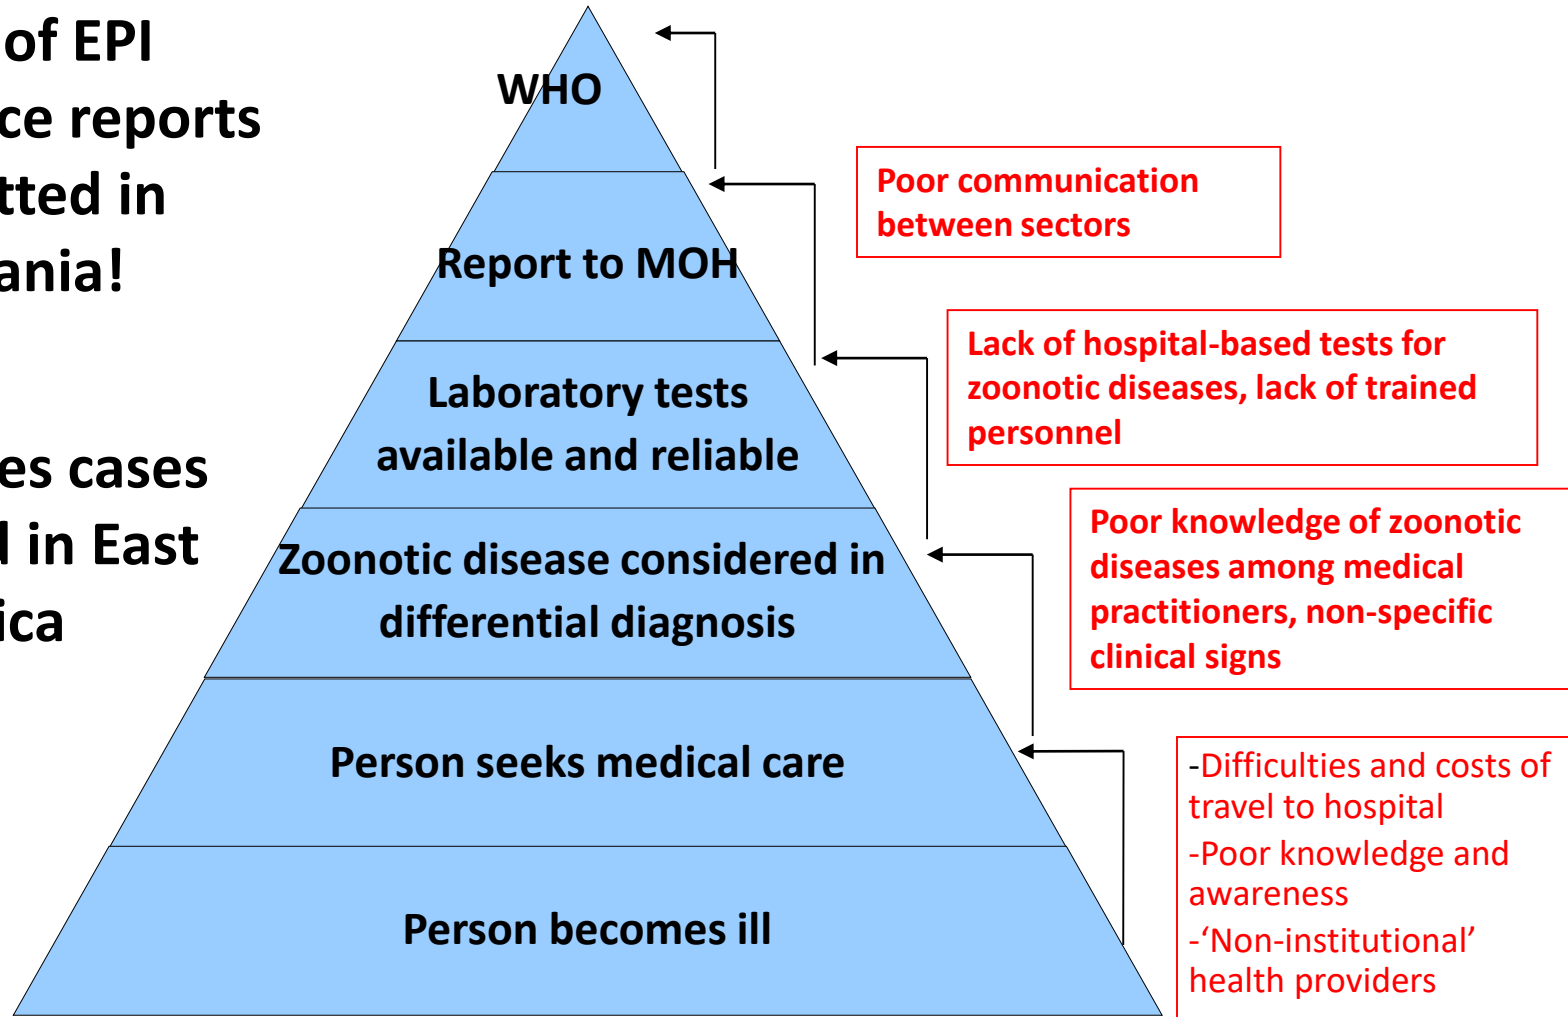 of EPI
ce reports
tted in
ania!
es cases
d in East
ica
WHO
Report to MOH
Laboratory tests
available and reliable
Zoonotic disease considered in
differential diagnosis
Person seeks medical care
Person becomes ill
Poor communication
between sectors
Lack of hospital-based tests for
zoonotic diseases, lack of trained
personnel
Poor knowledge of zoonotic
diseases among medical
practitioners, non-specific
clinical signs
-Difficulties and costs of
travel to hospital
-Poor knowledge and
awareness
-‘Non-institutional’
health providers